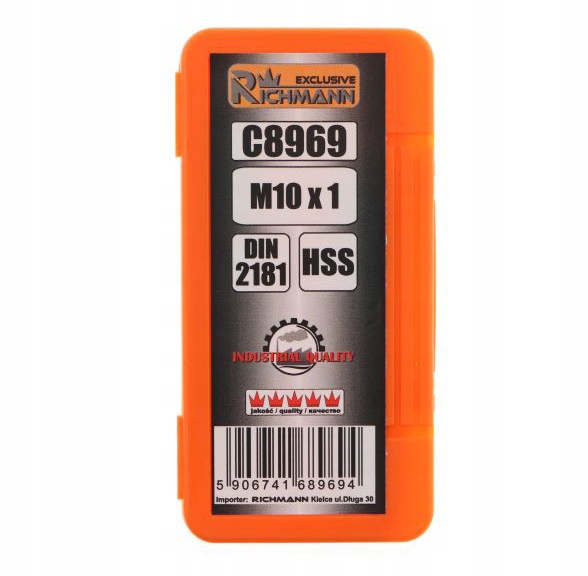 EXCLUSIVE
RICHMANN
C8969
M10 x 1
DIN
2181
HSS
INDUSTRIAL QUALITY
jakość / quality / качество
5 906741 689694
Importer: RICHMANN Kielce ul.Długa 30